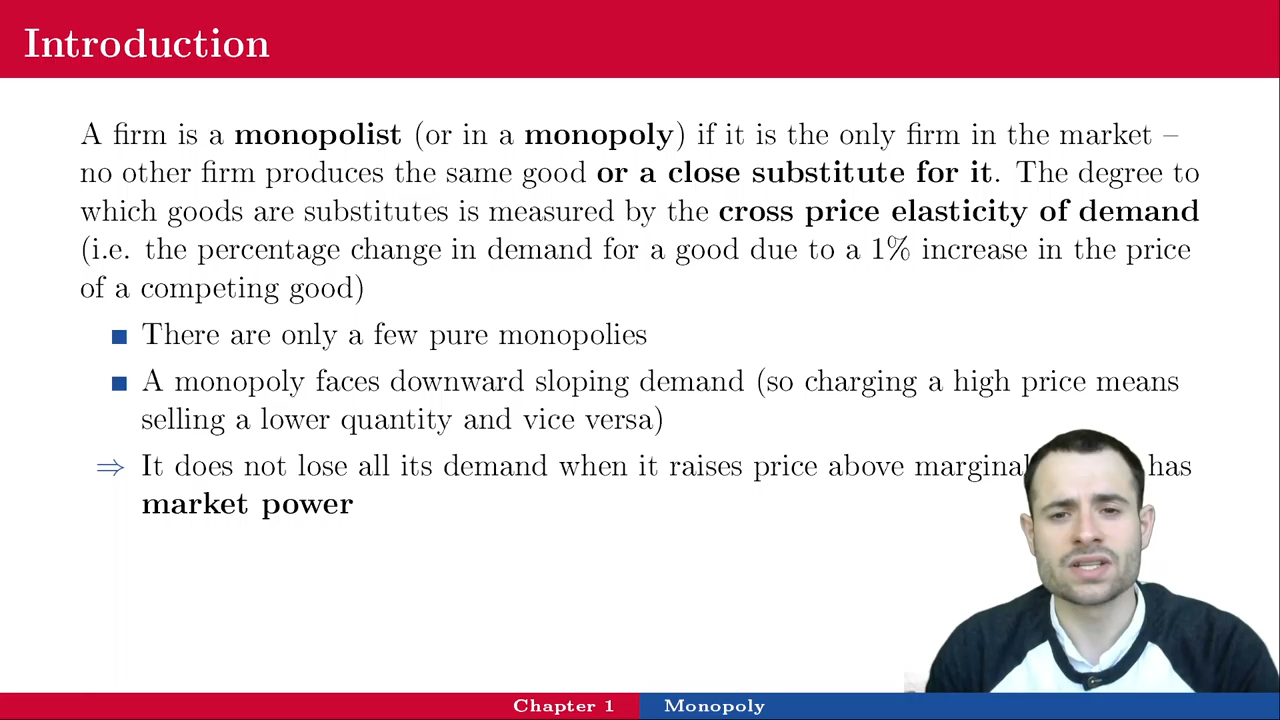 Introduction
A firm is a monopolist (or in a monopoly) if it is the only firm in the market –
no other firm produces the same good or a close substitute for it. The degree to
which goods are substitutes is measured by the cross price elasticity of demand
(i.e. the percentage change in demand for a good due to a 1% increase in the price
of a competing good)
There are only a few pure monopolies
A monopoly faces downward sloping demand (so charging a high price means
selling a lower quantity and vice versa)
⇒ It does not lose all its demand when it raises price above marginal has
market power
Chapter 1 Monopoly